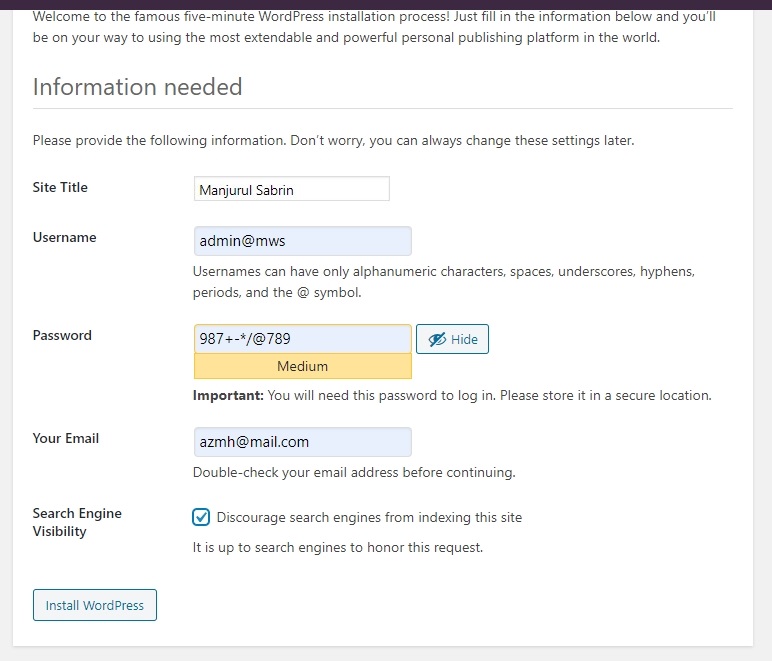 Welcome to the famous five-minute WordPress installation process! Just fill in the information below and you'll
be on your way to using the most extendable and powerful personal publishing platform in the world.
Information needed
Please provide the following information. Don't worry, you can always change these settings later.
Site Title
Manjurul Sabrin
Username
admin@mws
Usernames can have only alphanumeric characters, spaces, underscores, hyphens,
periods, and the @ symbol.
Password
987+-*/@789
Hide
Medium
Important: You will need this password to log in. Please store it in a secure location.
Your Email
azmh@mail.com
Double-check your email address before continuing.
Search Engine
Visibility
Discourage search engines from indexing this site
It is up to search engines to honor this request.
Install WordPress